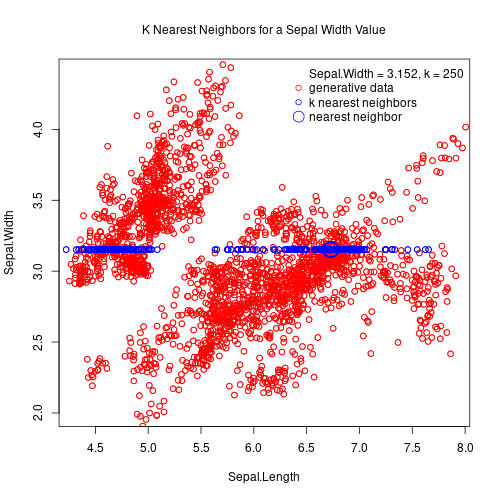 K Nearest Neighbors for a Sepal Width Value
Sepal.Width = 3.152, k = 250
generative data
k nearest neighbors
nearest neighbor
Sepal.Width
4.0
3.5
3.0
2.5
2.0
4.5 5.0 5.5 6.0 6.5 7.0 7.5 8.0
Sepal.Length